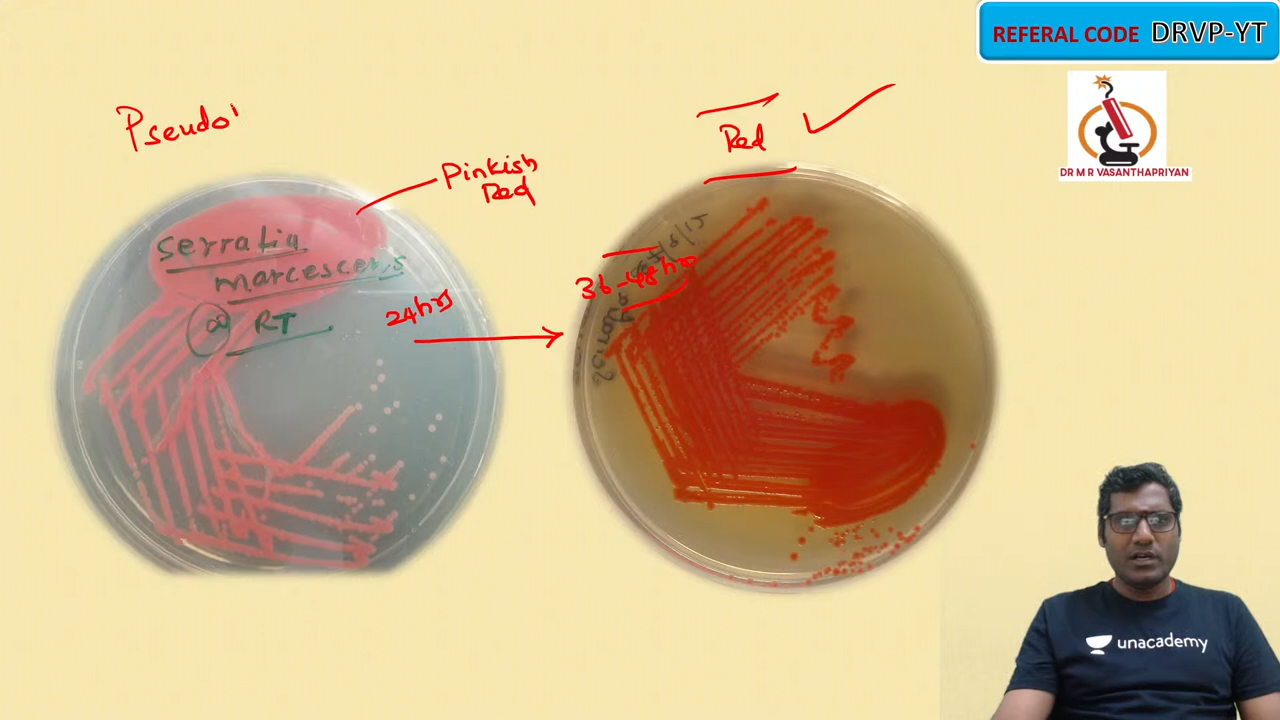 REFERAL CODE DRVP-YT
DR M R VASANTHAPRIYAN
Pseudo
Pinkish
Red
Red
serratia
marcescens
@ RT
24hrs
36-48hrs
unacademy